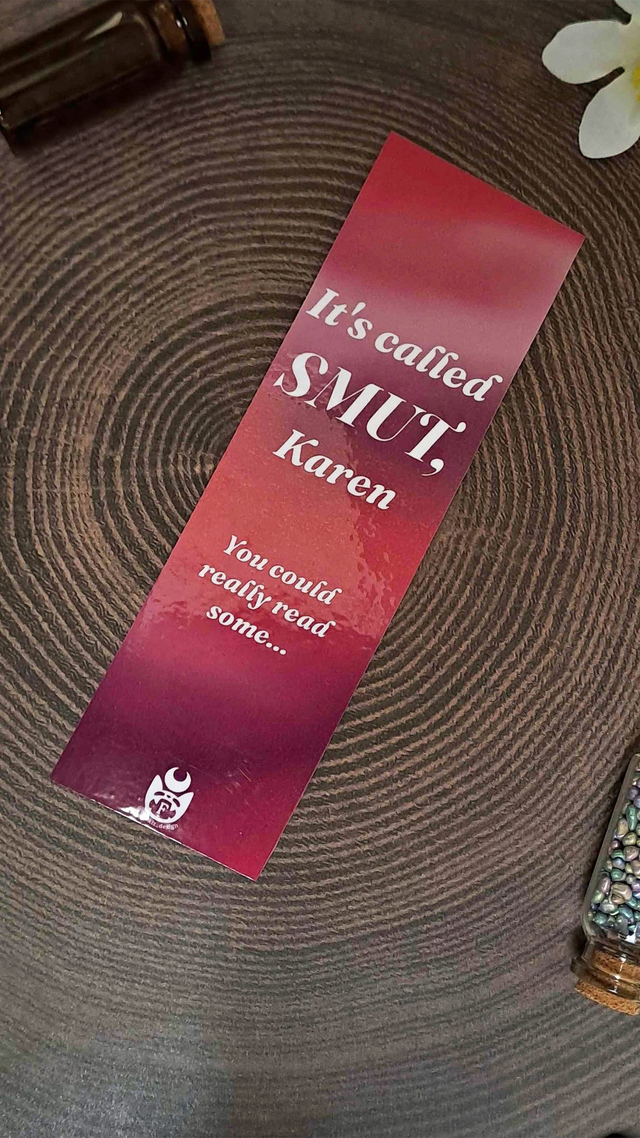 It's called
SMUT,
Karen
You could
really read
some...
F